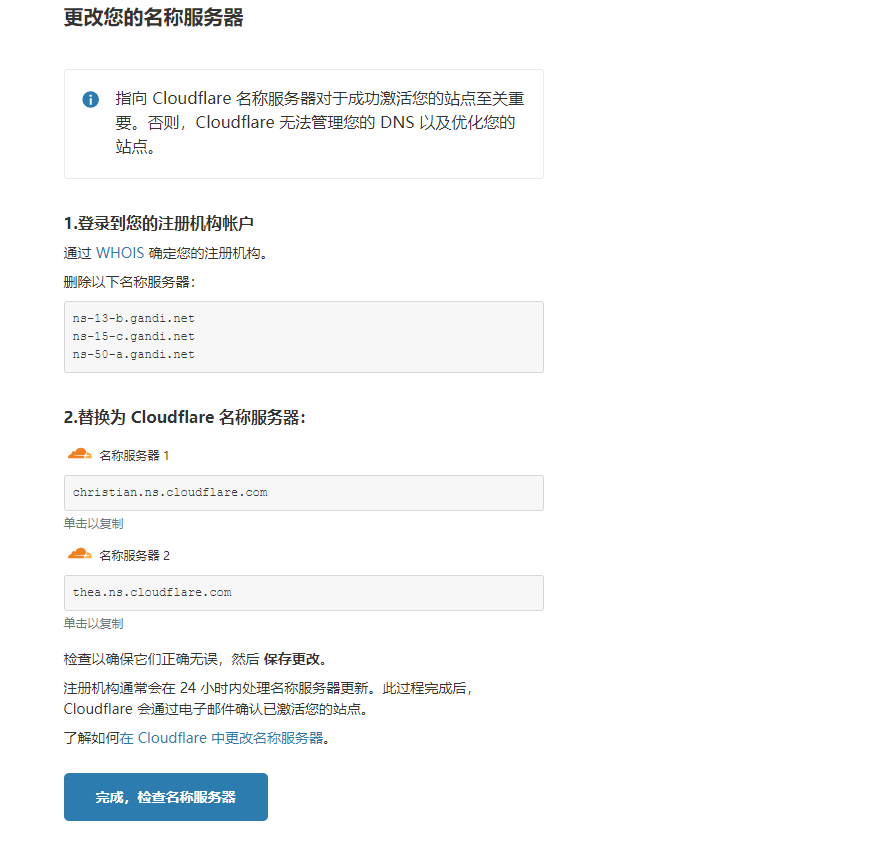 更改您的名称服务器
指向 Cloudflare 名称服务器对于成功激活您的站点至关重
要。否则，Cloudflare 无法管理您的 DNS 以及优化您的
站点。
1.登录到您的注册机构帐户
通过 WHOIS 确定您的注册机构。
删除以下名称服务器：
ns-13-b.gandi.net
ns-15-c.gandi.net
ns-50-a.gandi.net
2.替换为 Cloudflare 名称服务器：
名称服务器 1
christian.ns.cloudflare.com
单击以复制
名称服务器 2
thea.ns.cloudflare.com
单击以复制
检查以确保它们正确无误，然后 保存更改。
注册机构通常会在 24 小时内处理名称服务器更新。此过程完成后，
Cloudflare 会通过电子邮件确认已激活您的站点。
了解如何在 Cloudflare 中更改名称服务器。
完成，检查名称服务器